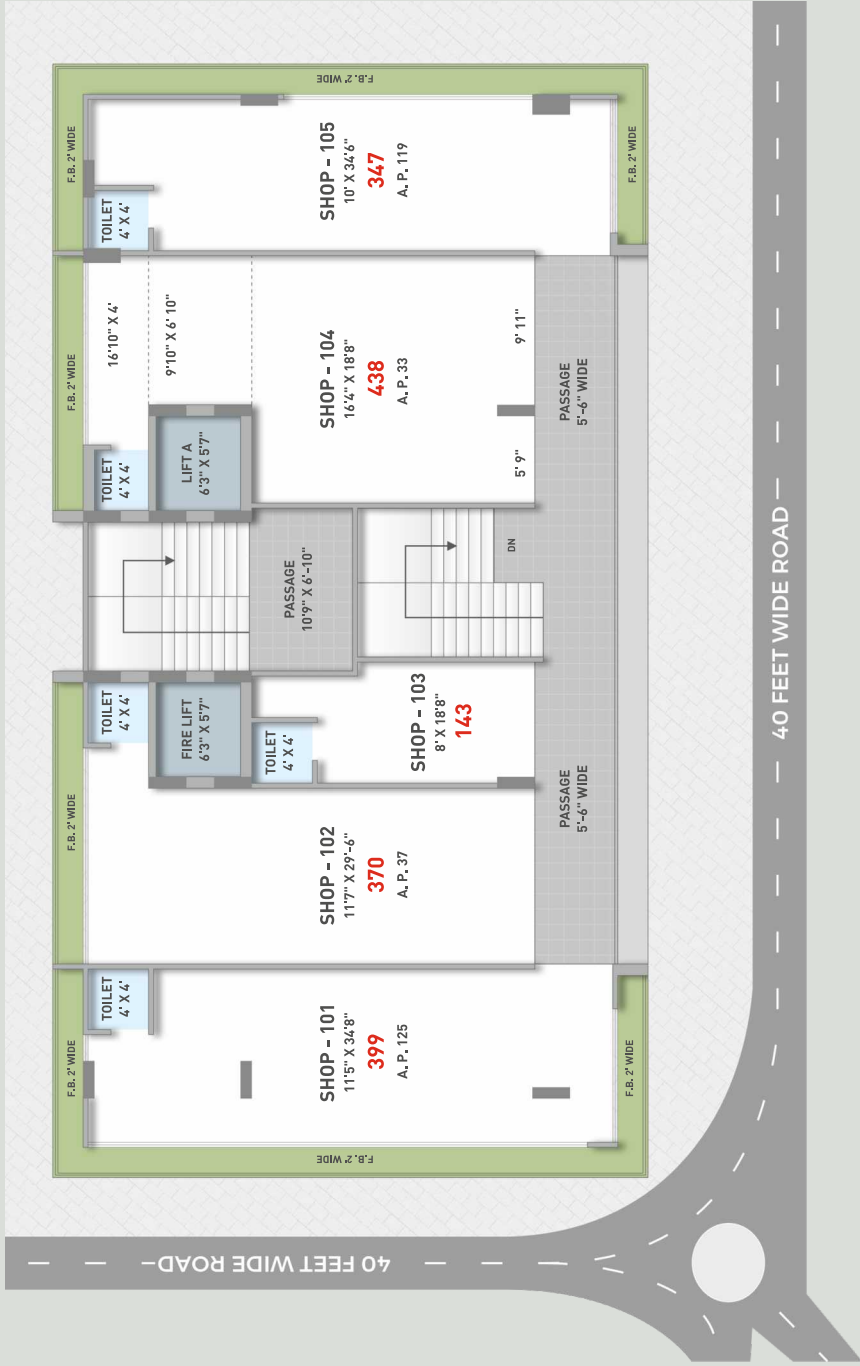 F.B. 2' WIDE
F.B. 2' WIDE
TOILET
4' X 4'
SHOP - 105
10' X 34'6"
347
A. P. 119
F.B. 2' WIDE
F.B. 2' WIDE
16'10" X 4'
9'10" X 6' 10"
TOILET
4' X 4'
LIFT A
6'3" X 5'7"
SHOP - 104
16'4" X 18'8"
438
A. P. 33
9' 11"
5' 9"
PASSAGE
5'-6" WIDE
PASSAGE
10'9" X 6'-10"
DN
F.B. 2' WIDE
TOILET
4' X 4'
FIRE LIFT
6'3" X 5'7"
TOILET
4' X 4'
SHOP - 103
8' X 18'8"
143
SHOP - 102
11'7" X 29'-6"
370
A. P. 37
PASSAGE
5'-6" WIDE
F.B. 2' WIDE
TOILET
4' X 4'
SHOP - 101
11'5" X 34'8"
399
A. P. 125
F.B. 2' WIDE
F.B. 2' WIDE
40 FEET WIDE ROAD
40 FEET WIDE ROAD